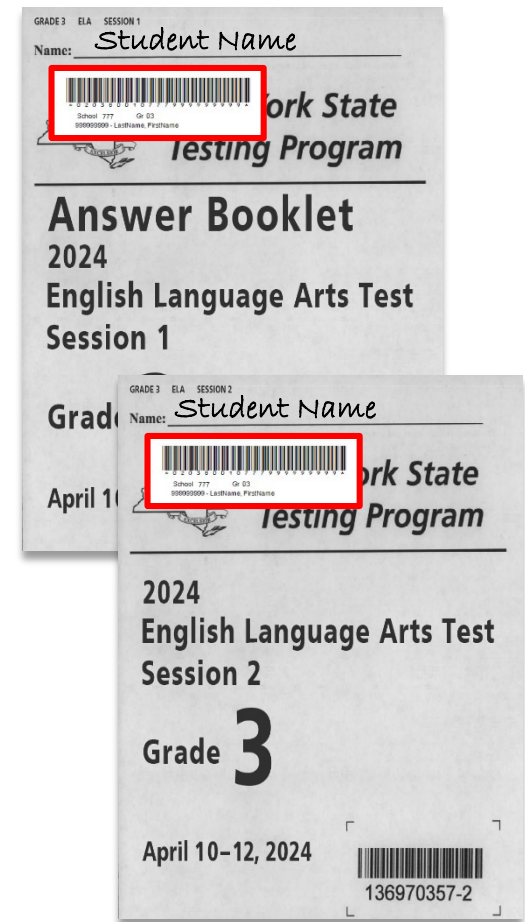 GRADE 3 ELA SESSION 1
Name: Student Name
School 777 Gr 03
999999999 - LastName, FirstName
ork State
Testing Program
Answer Booklet
2024
English Language Arts Test
Session 1
Grad
April 1
GRADE 3 ELA SESSION 2
Name: Student Name
School 777 Gr 03
999999999 - LastName, FirstName
rk State
Testing Program
2024
English Language Arts Test
Session 2
Grade 3
April 10–12, 2024
136970357-2